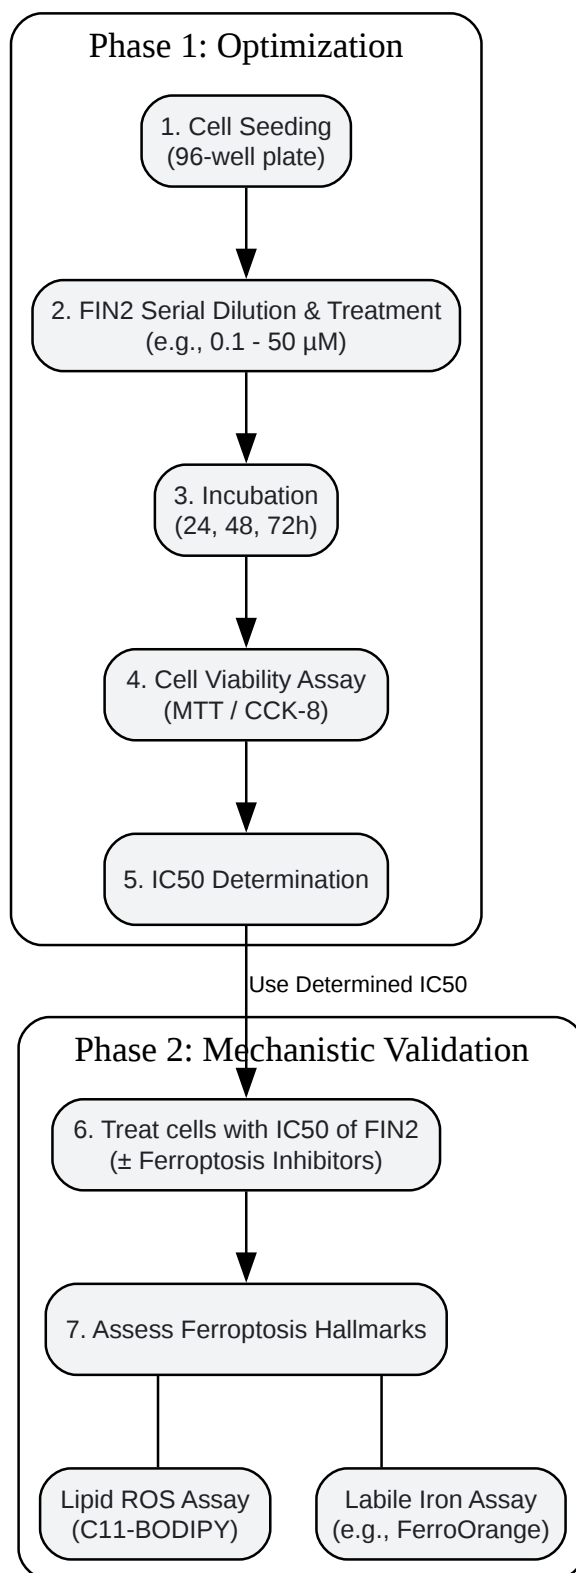 Phase 1: Optimization
1. Cell Seeding
(96-well plate)
2. FIN2 Serial Dilution & Treatment
(e.g., 0.1 - 50 µM)
3. Incubation
(24, 48, 72h)
4. Cell Viability Assay
(MTT / CCK-8)
5. IC50 Determination
Use Determined IC50
Phase 2: Mechanistic Validation
6. Treat cells with IC50 of FIN2
(± Ferroptosis Inhibitors)
7. Assess Ferroptosis Hallmarks
Lipid ROS Assay
(C11-BODIPY)
Labile Iron Assay
(e.g., FerroOrange)